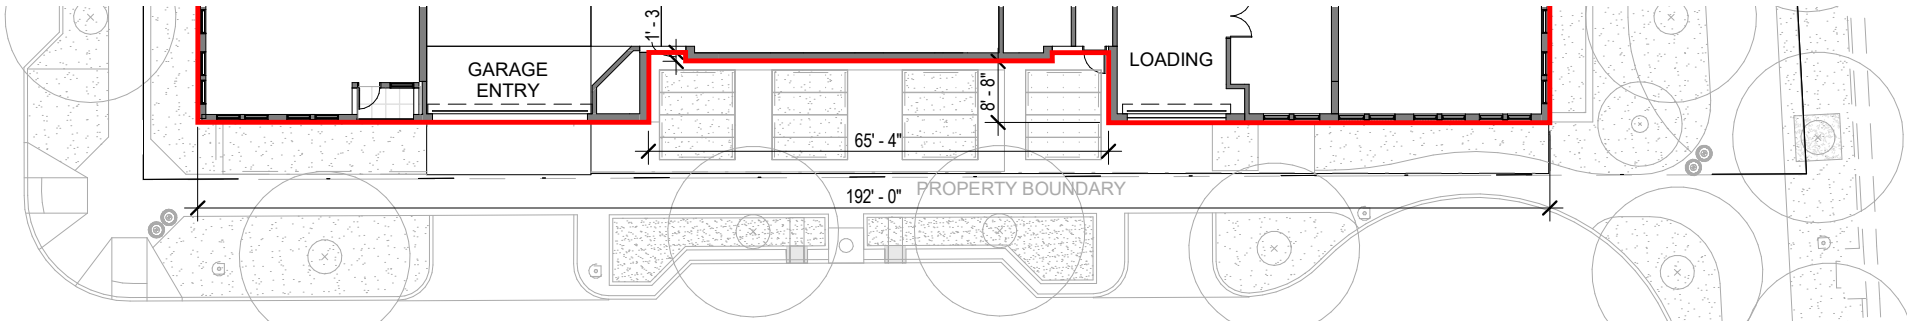 1' - 3
GARAGE
ENTRY
LOADING
8' - 8"
65' - 4"
PROPERTY BOUNDARY
192' - 0"